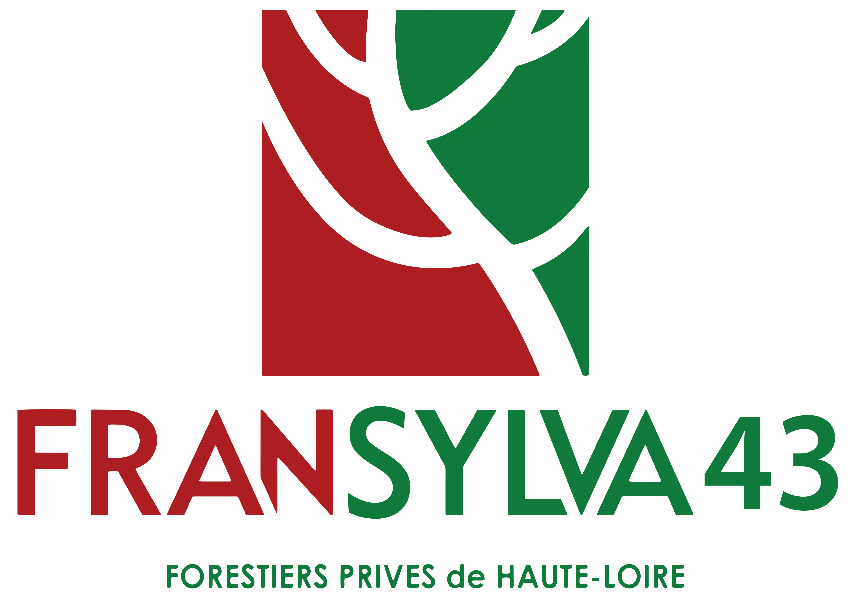 FRANSYLVA 43
FORESTIERS PRIVES de HAUTE-LOIRE